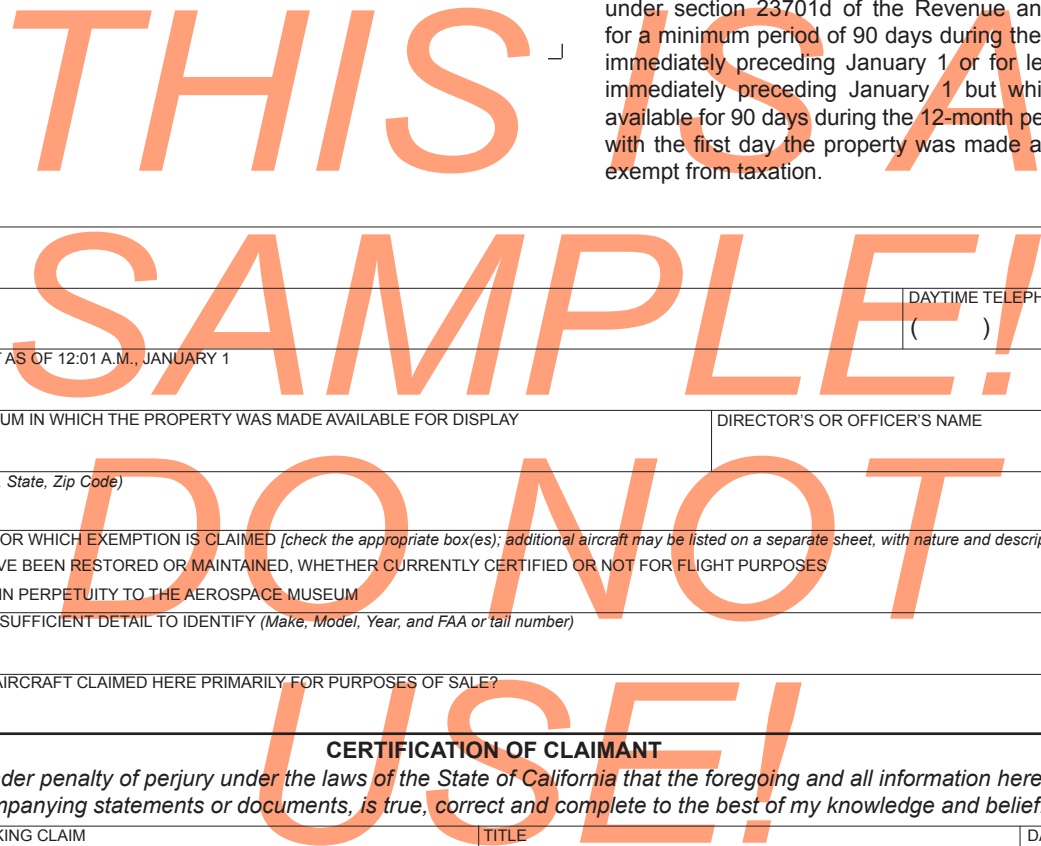 under section 23701d of the Revenue an
for a minimum period of 90 days during the
immediately preceding January 1 or for le
immediately preceding January 1 but whi
available for 90 days during the 12-month pe
with the first day the property was made a
exempt from taxation.
THIS IS A
SAMPLE!
DO NOT
USE!
DAYTIME TELEPH
( )
AS OF 12:01 A.M., JANUARY 1
UM IN WHICH THE PROPERTY WAS MADE AVAILABLE FOR DISPLAY
DIRECTOR'S OR OFFICER'S NAME
, State, Zip Code)
OR WHICH EXEMPTION IS CLAIMED [check the appropriate box(es); additional aircraft may be listed on a separate sheet, with nature and descrip
VE BEEN RESTORED OR MAINTAINED, WHETHER CURRENTLY CERTIFIED OR NOT FOR FLIGHT PURPOSES
IN PERPETUITY TO THE AEROSPACE MUSEUM
SUFFICIENT DETAIL TO IDENTIFY (Make, Model, Year, and FAA or tail number)
AIRCRAFT CLAIMED HERE PRIMARILY FOR PURPOSES OF SALE?
CERTIFICATION OF CLAIMANT
der penalty of perjury under the laws of the State of California that the foregoing and all information here
mpanying statements or documents, is true, correct and complete to the best of my knowledge and belief.
KING CLAIM
TITLE
DA